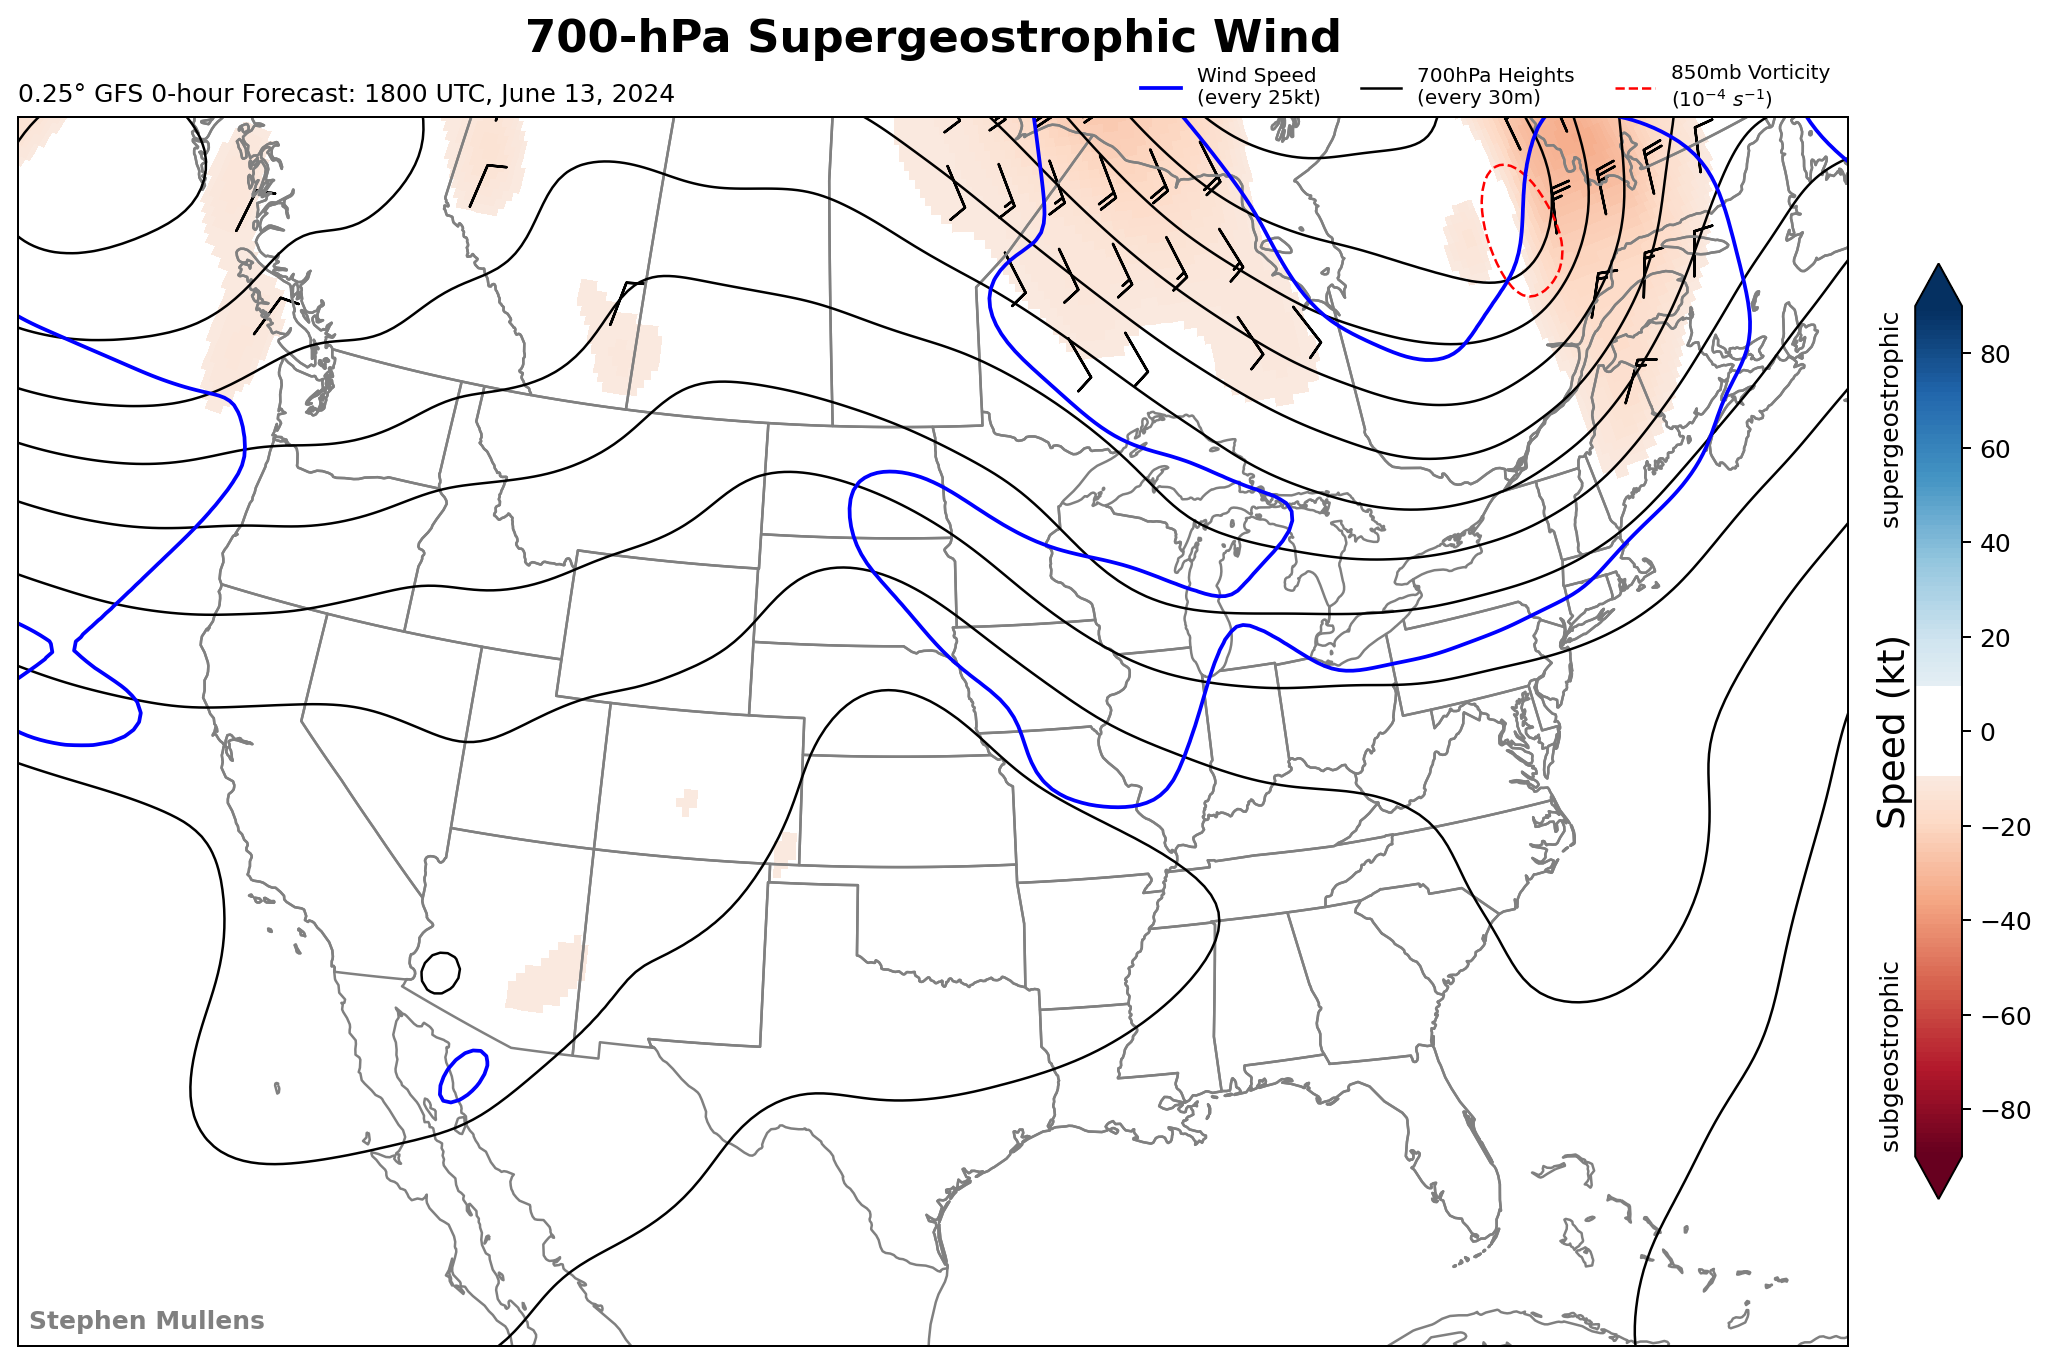 700-hPa Supergeostrophic Wind
0.25° GFS 0-hour Forecast: 1800 UTC, June 13, 2024
Wind Speed
(every 25kt)
700hPa Heights
(every 30m)
850mb Vorticity
(10⁻⁴ s⁻¹)
supergeostrophic
Speed (kt)
subgeostrophic
80
60
40
20
0
−20
−40
−60
−80
Stephen Mullens